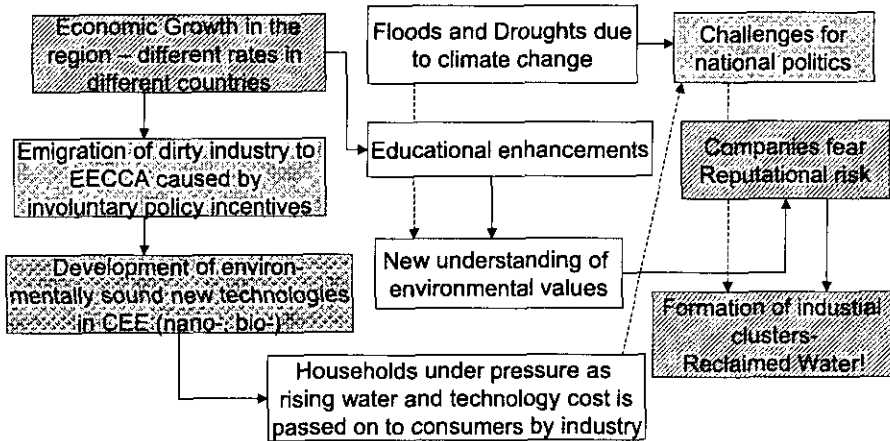 Economic Growth in the
region – different rates in
different countries
Floods and Droughts due
to climate change
Challenges for
national politics
Emigration of dirty industry to
EECCA caused by
involuntary policy incentives
Educational enhancements
Companies fear
Reputational risk
Development of environ-
mentally sound new technologies
in CEE (nano-, bio-)
New understanding of
environmental values
Formation of industial
clusters-
Reclaimed Water!
Households under pressure as
rising water and technology cost is
passed on to consumers by industry